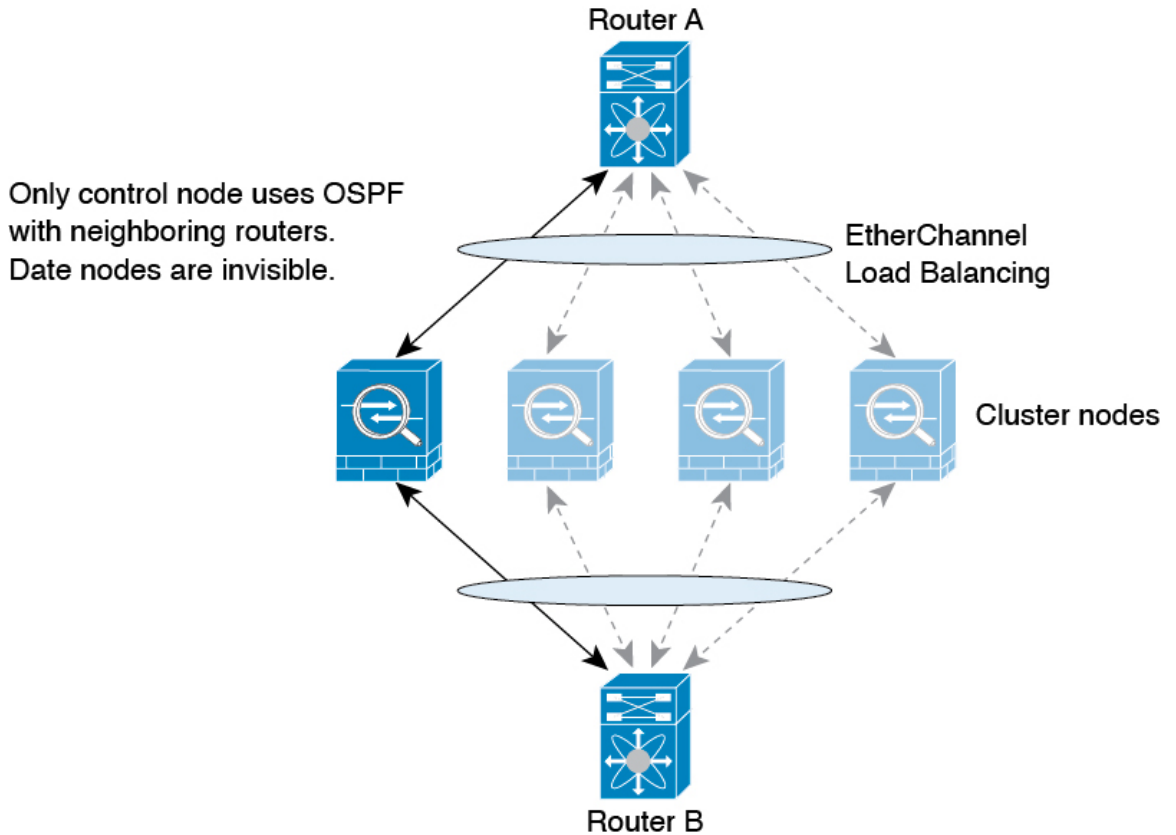 Router A
Only control node uses OSPF
with neighboring routers.
Date nodes are invisible.
EtherChannel
Load Balancing
Cluster nodes
Router B